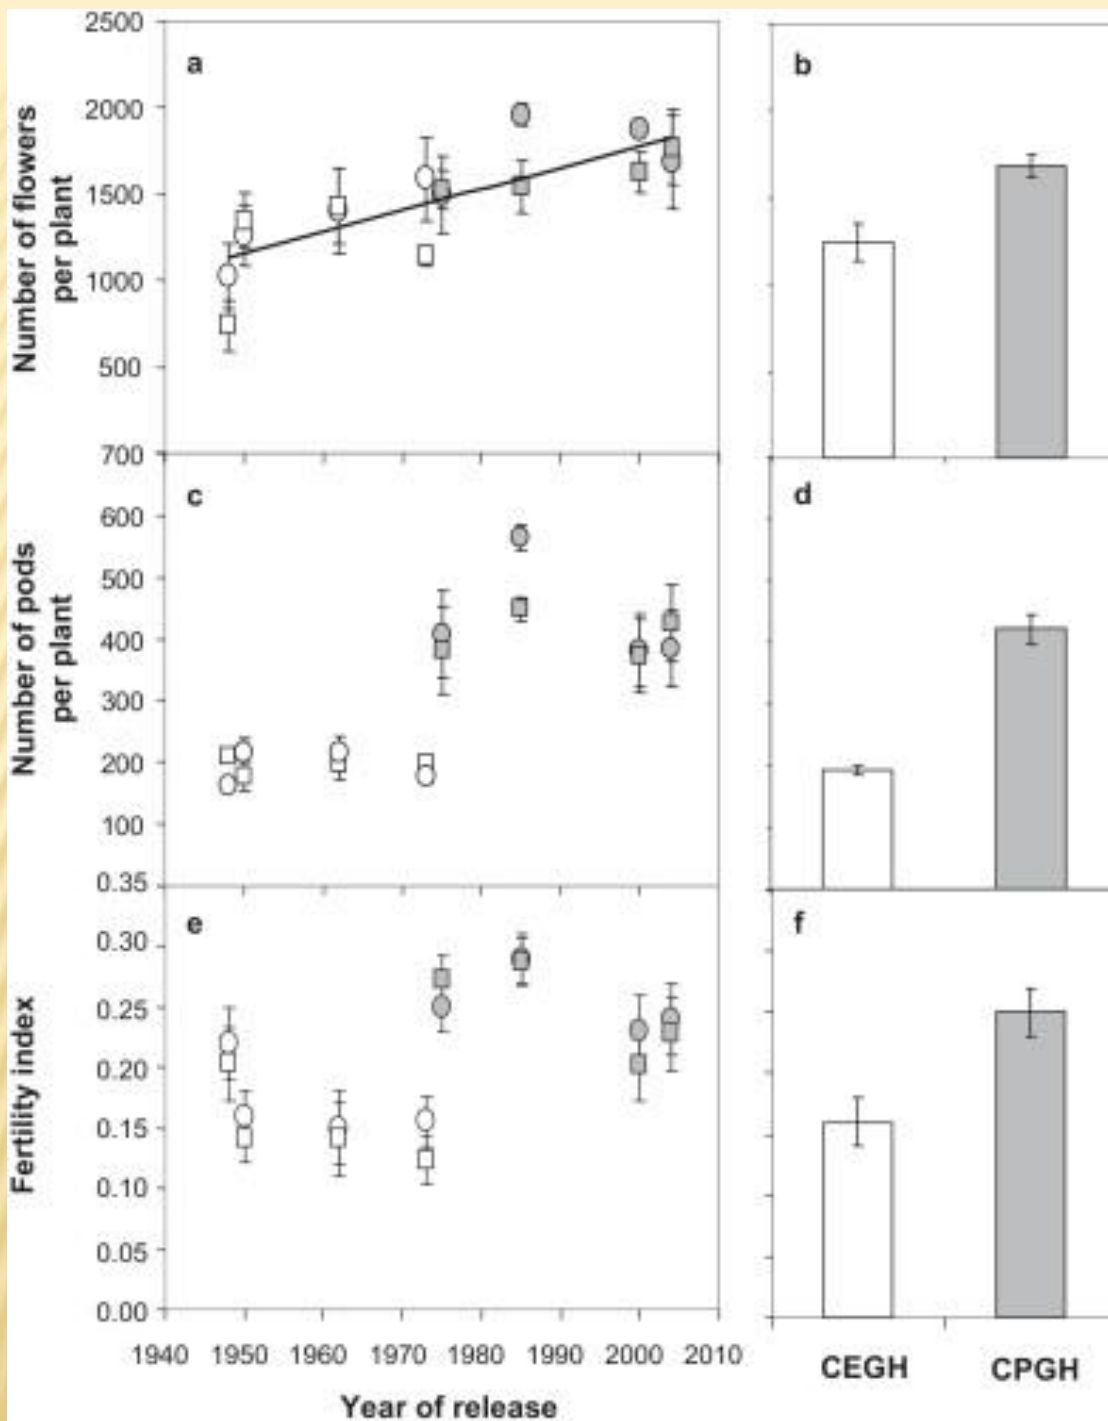 a
b
Number of flowers
per plant
2500
2000
1500
1000
500
c
d
Number of pods
per plant
700
600
500
400
300
200
100
e
f
Fertility index
0.35
0.30
0.25
0.20
0.15
0.10
0.05
0.00
1940 1950 1960 1970 1980 1990 2000 2010
Year of release
CEGH CPGH